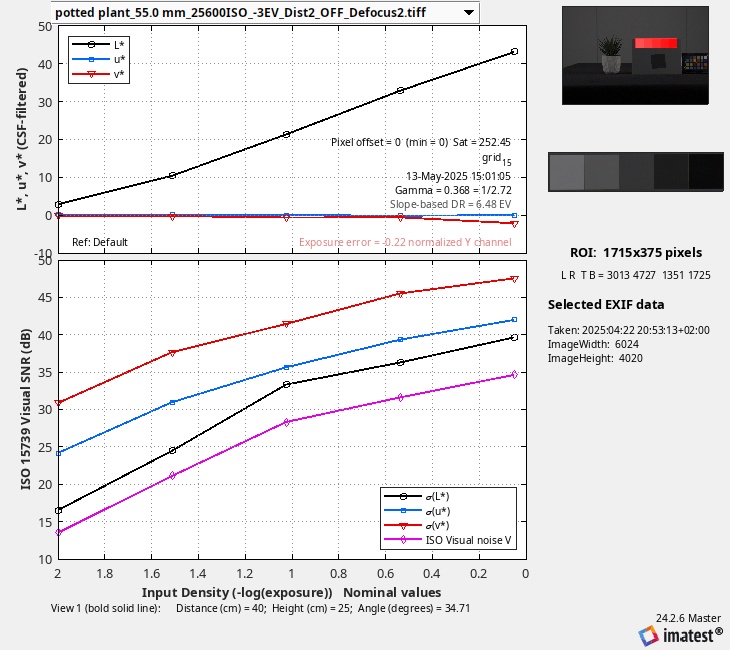 potted plant_55.0 mm_25600ISO_-3EV_Dist2_OFF_Defocus2.tiff
L*, u*, v* (CSF-filtered)
50
40
30
20
10
0
-10
L*
u*
v*
Pixel offset = 0 (min = 0) Sat = 252.45
grid15
13-May-2025 15:01:05
Gamma = 0.368 = 1/2.72
Slope-based DR = 6.48 EV
Ref: Default
Exposure error = -0.22 normalized Y channel
ISO 15739 Visual SNR (dB)
50
45
40
35
30
25
20
15
10
σ(L*)
σ(u*)
σ(v*)
ISO Visual noise V
2 1.8 1.6 1.4 1.2 1 0.8 0.6 0.4 0.2 0
Input Density (-log(exposure)) Nominal values
View 1 (bold solid line): Distance (cm) = 40; Height (cm) = 25; Angle (degrees) = 34.71
ROI: 1715x375 pixels
L R T B = 3013 4727 1351 1725
Selected EXIF data
Taken: 2025:04:22 20:53:13+02:00
ImageWidth: 6024
ImageHeight: 4020
24.2.6 Master
imatest®